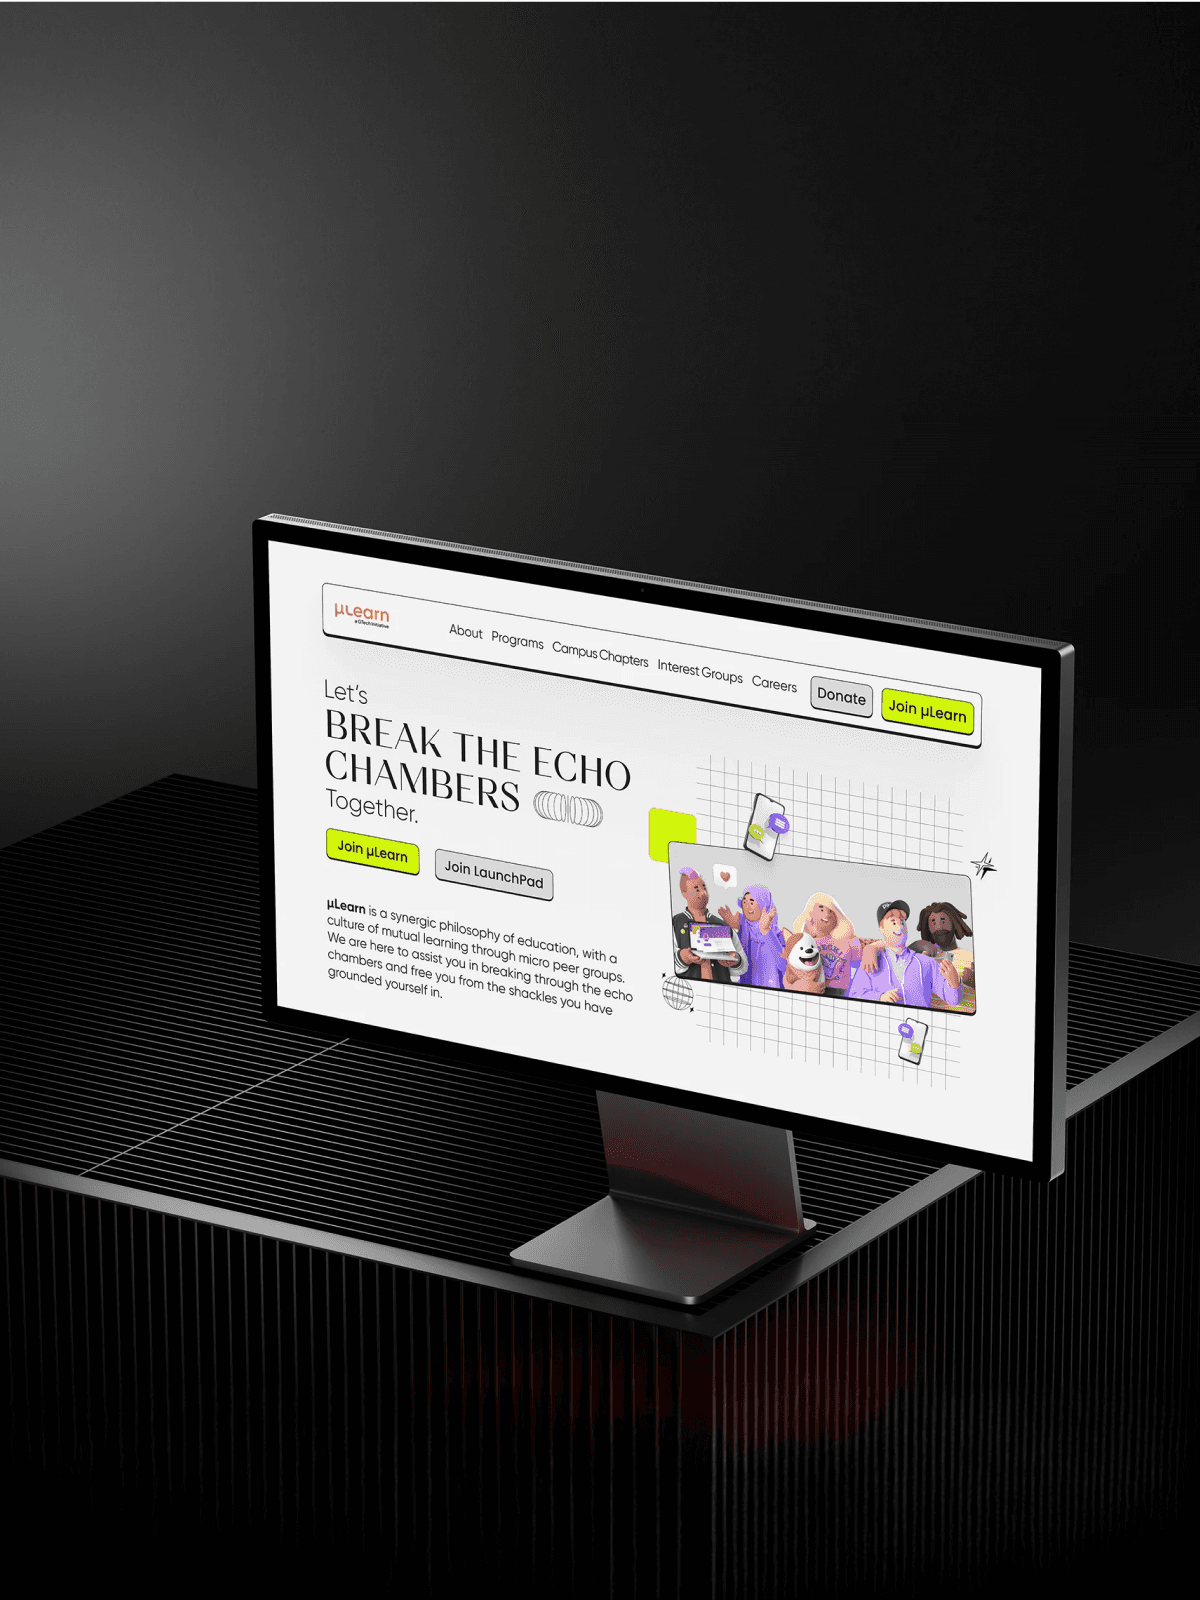 µLearn
a GTech Initiative
About Programs Campus Chapters Interest Groups Careers Donate Join µLearn
Let's
BREAK THE ECHO
CHAMBERS
Together.
Join µLearn Join LaunchPad
µLearn is a synergic philosophy of education, with a
culture of mutual learning through micro peer groups.
We are here to assist you in breaking through the echo
chambers and free you from the shackles you have
grounded yourself in.